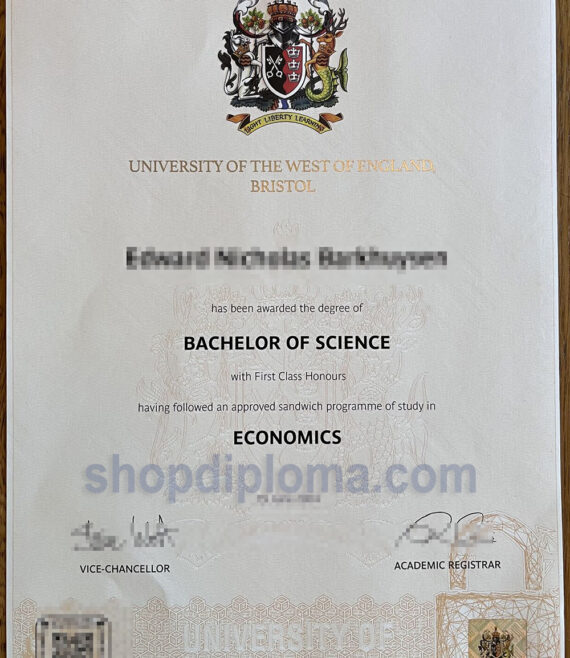 LIGHT LIBERTY LEARNING
UNIVERSITY OF THE WEST OF ENGLAND,
BRISTOL
has been awarded the degree of
BACHELOR OF SCIENCE
with First Class Honours
having followed an approved sandwich programme of study in
ECONOMICS
shopdiploma.com
VICE-CHANCELLOR
ACADEMIC REGISTRAR
UNIVERSITY OF